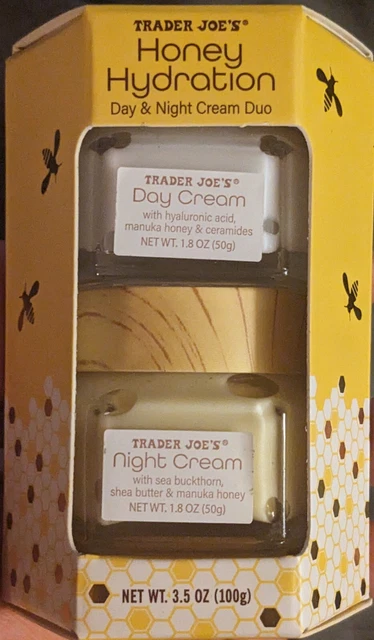 TRADER JOE'S®
Honey
Hydration
Day & Night Cream Duo
TRADER JOE'S®
Day Cream
with hyaluronic acid,
manuka honey & ceramides
NET WT. 1.8 OZ (50g)
TRADER JOE'S®
Night Cream
with sea buckthorn,
shea butter & manuka honey
NET WT. 1.8 OZ (50g)
NET WT. 3.5 OZ (100g)